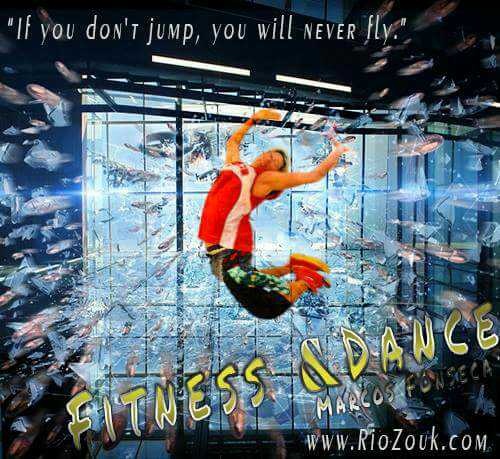 "If you don't jump, you will never fly."
FITNESS & DANCE
MARCOS FONSECA
www.RioZouk.com